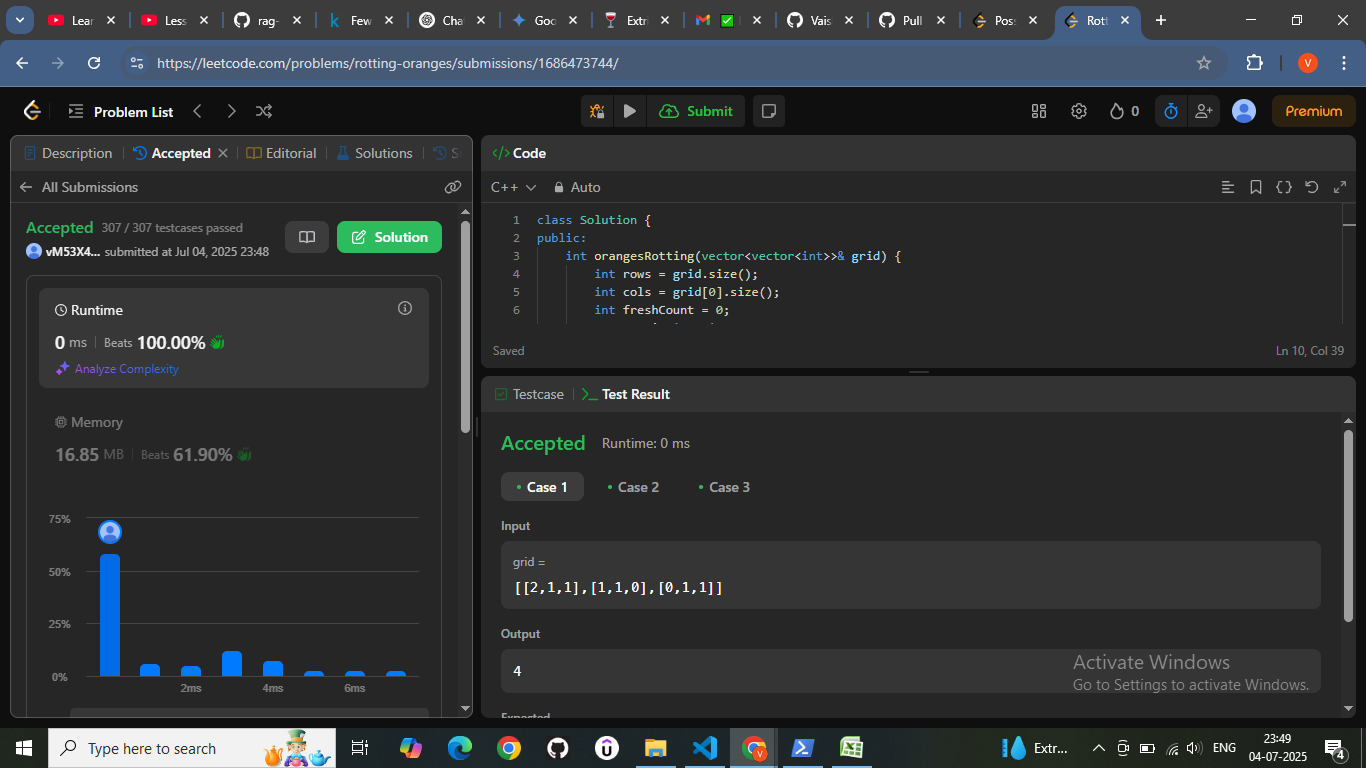 Lear
Less
rag-
Few
Cha
Goo
Extri
Vais
Pull
Poss
Rott
https://leetcode.com/problems/rotting-oranges/submissions/1686473744/
V
Problem List
Submit
0
Premium
Description
Accepted
Editorial
Solutions
S
All Submissions
Accepted 307 / 307 testcases passed
vM53X4... submitted at Jul 04, 2025 23:48
Solution
Runtime
0 ms Beats 100.00%
Analyze Complexity
Memory
16.85 MB Beats 61.90%
75%
50%
25%
0%
2ms 4ms 6ms
</> Code
C++ Auto
1 class Solution {
2 public:
3 int orangesRotting(vector<vector<int>>& grid) {
4 int rows = grid.size();
5 int cols = grid[0].size();
6 int freshCount = 0;
Saved
Ln 10, Col 39
Testcase
Test Result
Accepted Runtime: 0 ms
Case 1 Case 2 Case 3
Input
grid =
[[2,1,1],[1,1,0],[0,1,1]]
Output
4
Expected
Activate Windows
Go to Settings to activate Windows.
Type here to search
Extr...
ENG
23:49
04-07-2025
4